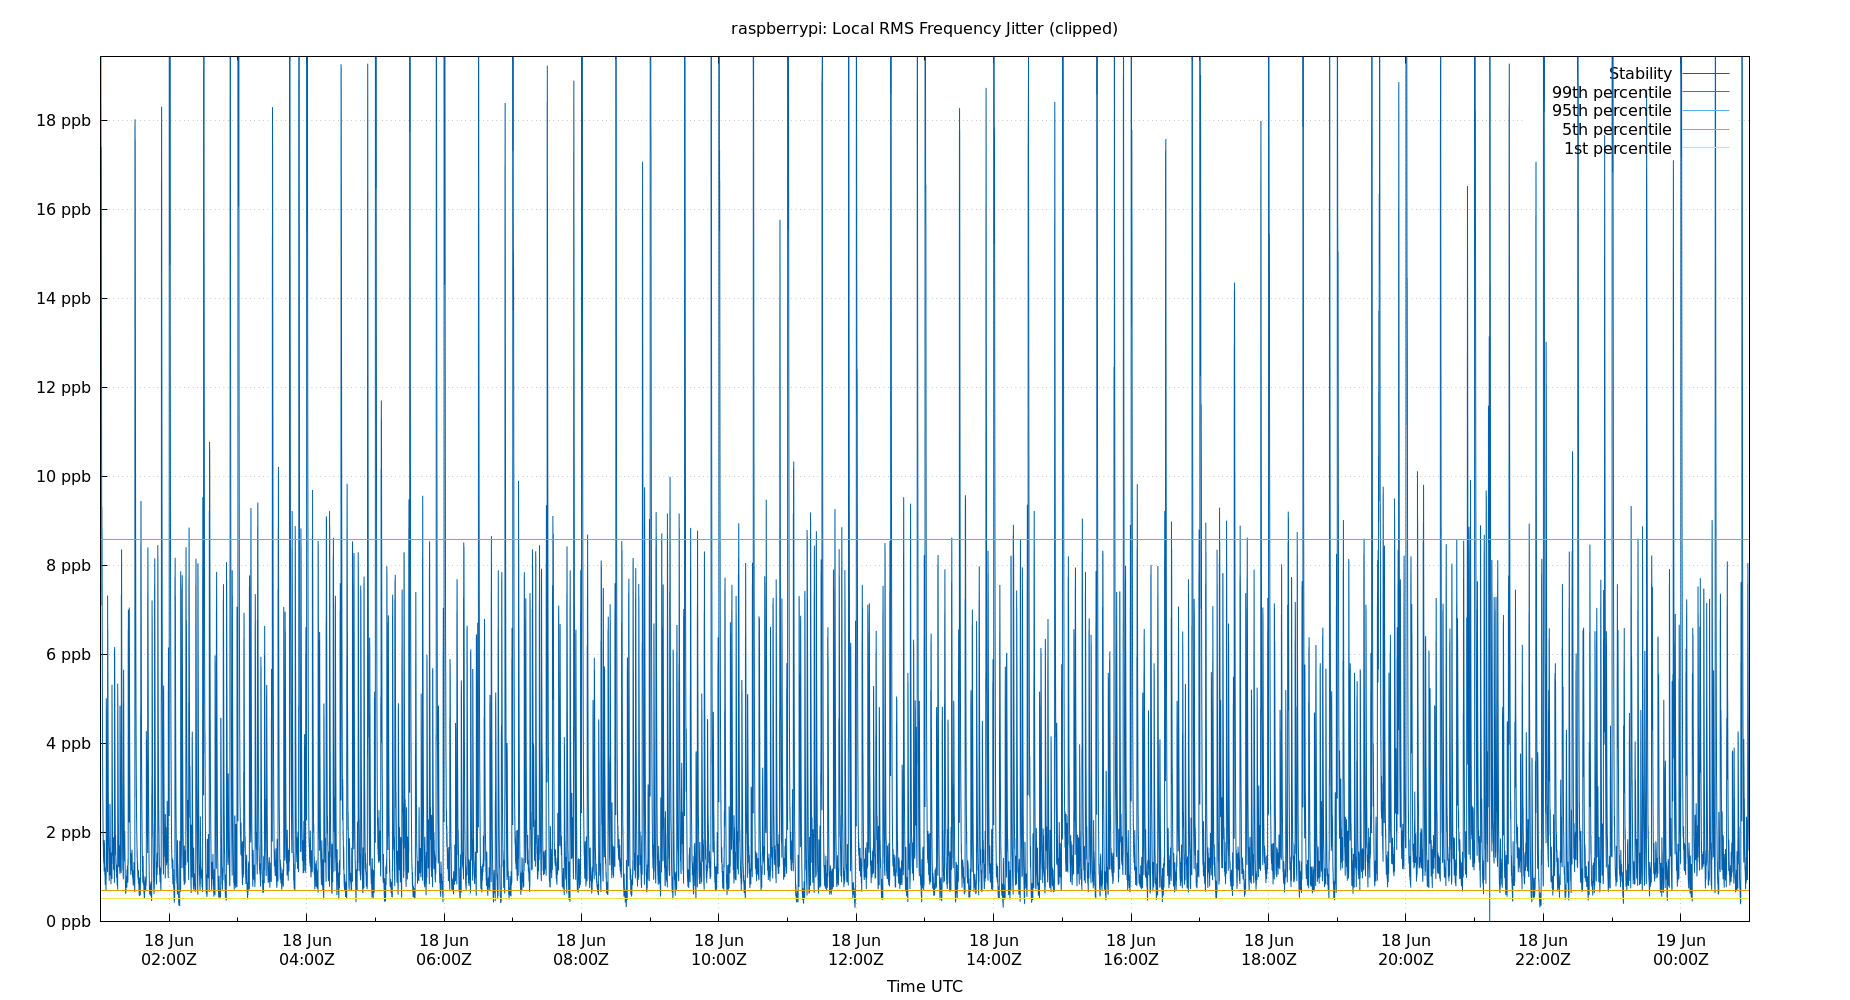 raspberrypi: Local RMS Frequency Jitter (clipped)
Stability
99th percentile
95th percentile
5th percentile
1st percentile
18 ppb
16 ppb
14 ppb
12 ppb
10 ppb
8 ppb
6 ppb
4 ppb
2 ppb
0 ppb
18 Jun 18 Jun 18 Jun 18 Jun 18 Jun 18 Jun 18 Jun 18 Jun 18 Jun 18 Jun 18 Jun 19 Jun
02:00Z 04:00Z 06:00Z 08:00Z 10:00Z 12:00Z 14:00Z 16:00Z 18:00Z 20:00Z 22:00Z 00:00Z
Time UTC